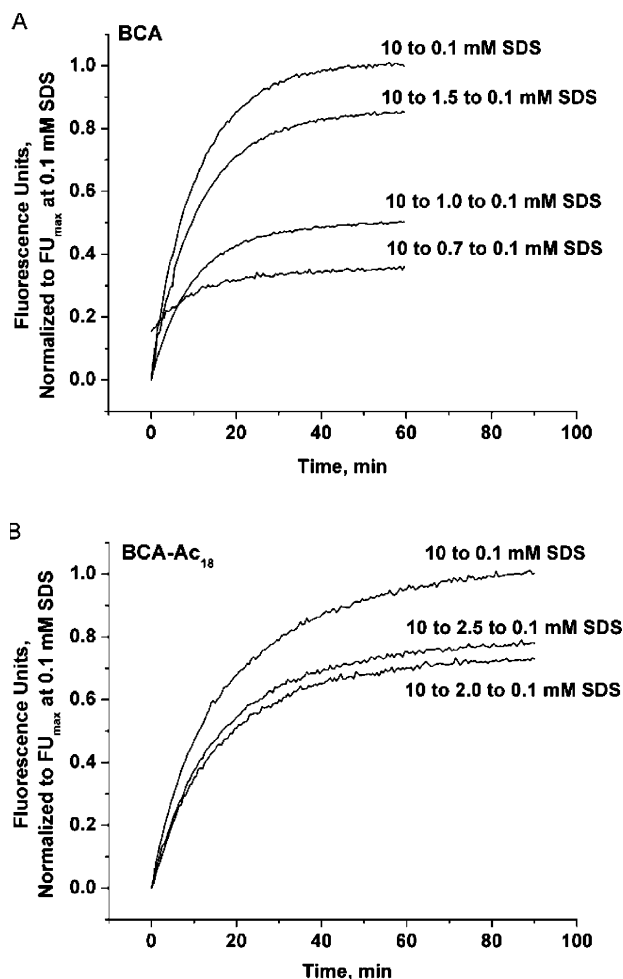 A
BCA
10 to 0.1 mM SDS
10 to 1.5 to 0.1 mM SDS
10 to 1.0 to 0.1 mM SDS
10 to 0.7 to 0.1 mM SDS
Fluorescence Units,
Normalized to FUmax at 0.1 mM SDS
1.0
0.8
0.6
0.4
0.2
0.0
0 20 40 60 80 100
Time, min
B
BCA-Ac18
10 to 0.1 mM SDS
10 to 2.5 to 0.1 mM SDS
10 to 2.0 to 0.1 mM SDS
Fluorescence Units,
Normalized to FUmax at 0.1 mM SDS
1.0
0.8
0.6
0.4
0.2
0.0
0 20 40 60 80 100
Time, min